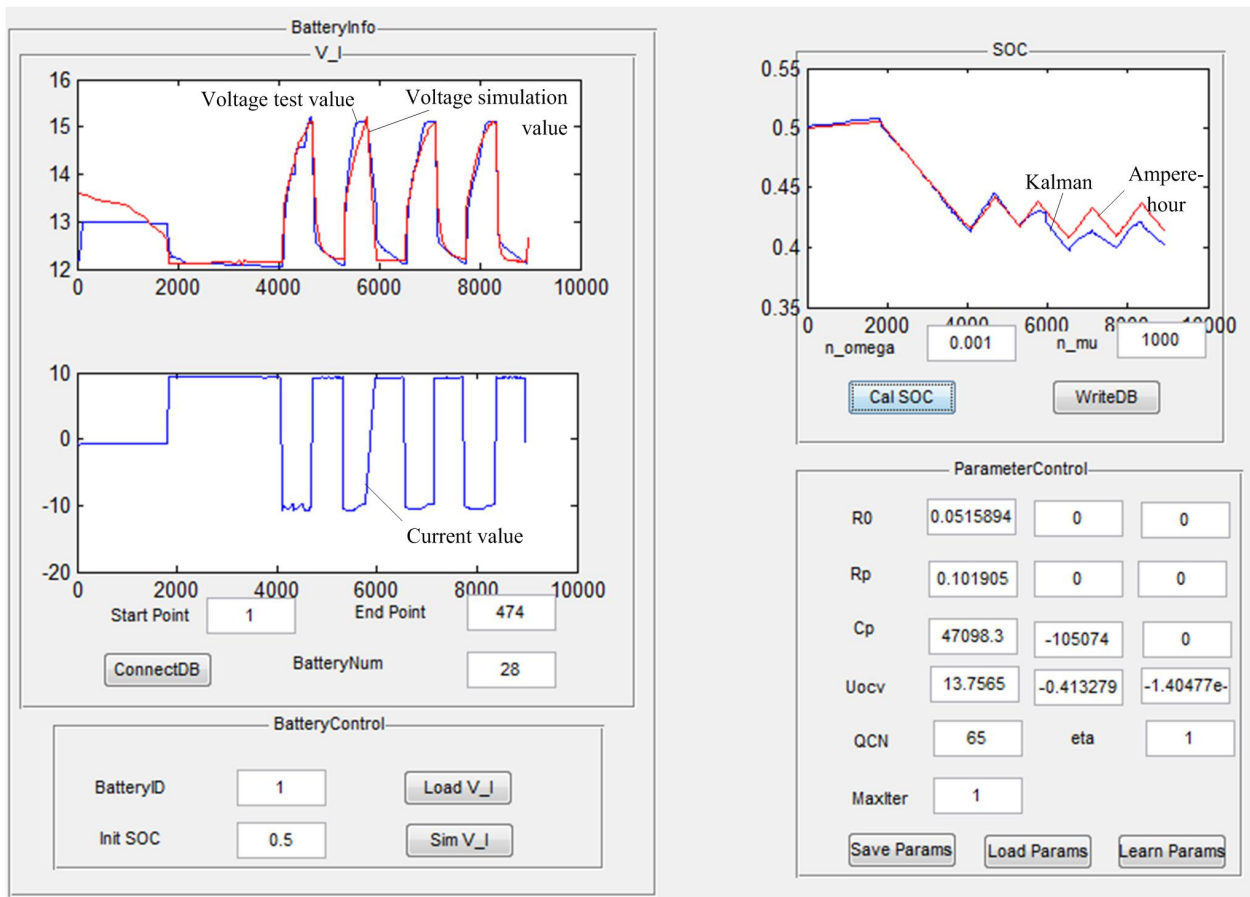 BatteryInfo
V_I
16
15
14
13
12
Voltage test value
Voltage simulation
value
0 2000 4000 6000 8000 10000
10
0
-10
-20
Current value
0 2000 4000 6000 8000 10000
Start Point 1 End Point 474
ConnectDB BatteryNum 28
BatteryControl
BatteryID 1 Load V_I
Init SOC 0.5 Sim V_I
SOC
0.55
0.5
0.45
0.4
0.35
Kalman
Ampere-
hour
0 2000 4000 6000 8000 10000
n_omega 0.001 n_mu 1000
Cal SOC WriteDB
ParameterControl
R0 0.0515894 0 0
Rp 0.101905 0 0
Cp 47098.3 -105074 0
Uocv 13.7565 -0.413279 -1.40477e-
QCN 65 eta 1
MaxIter 1
Save Params Load Params Learn Params